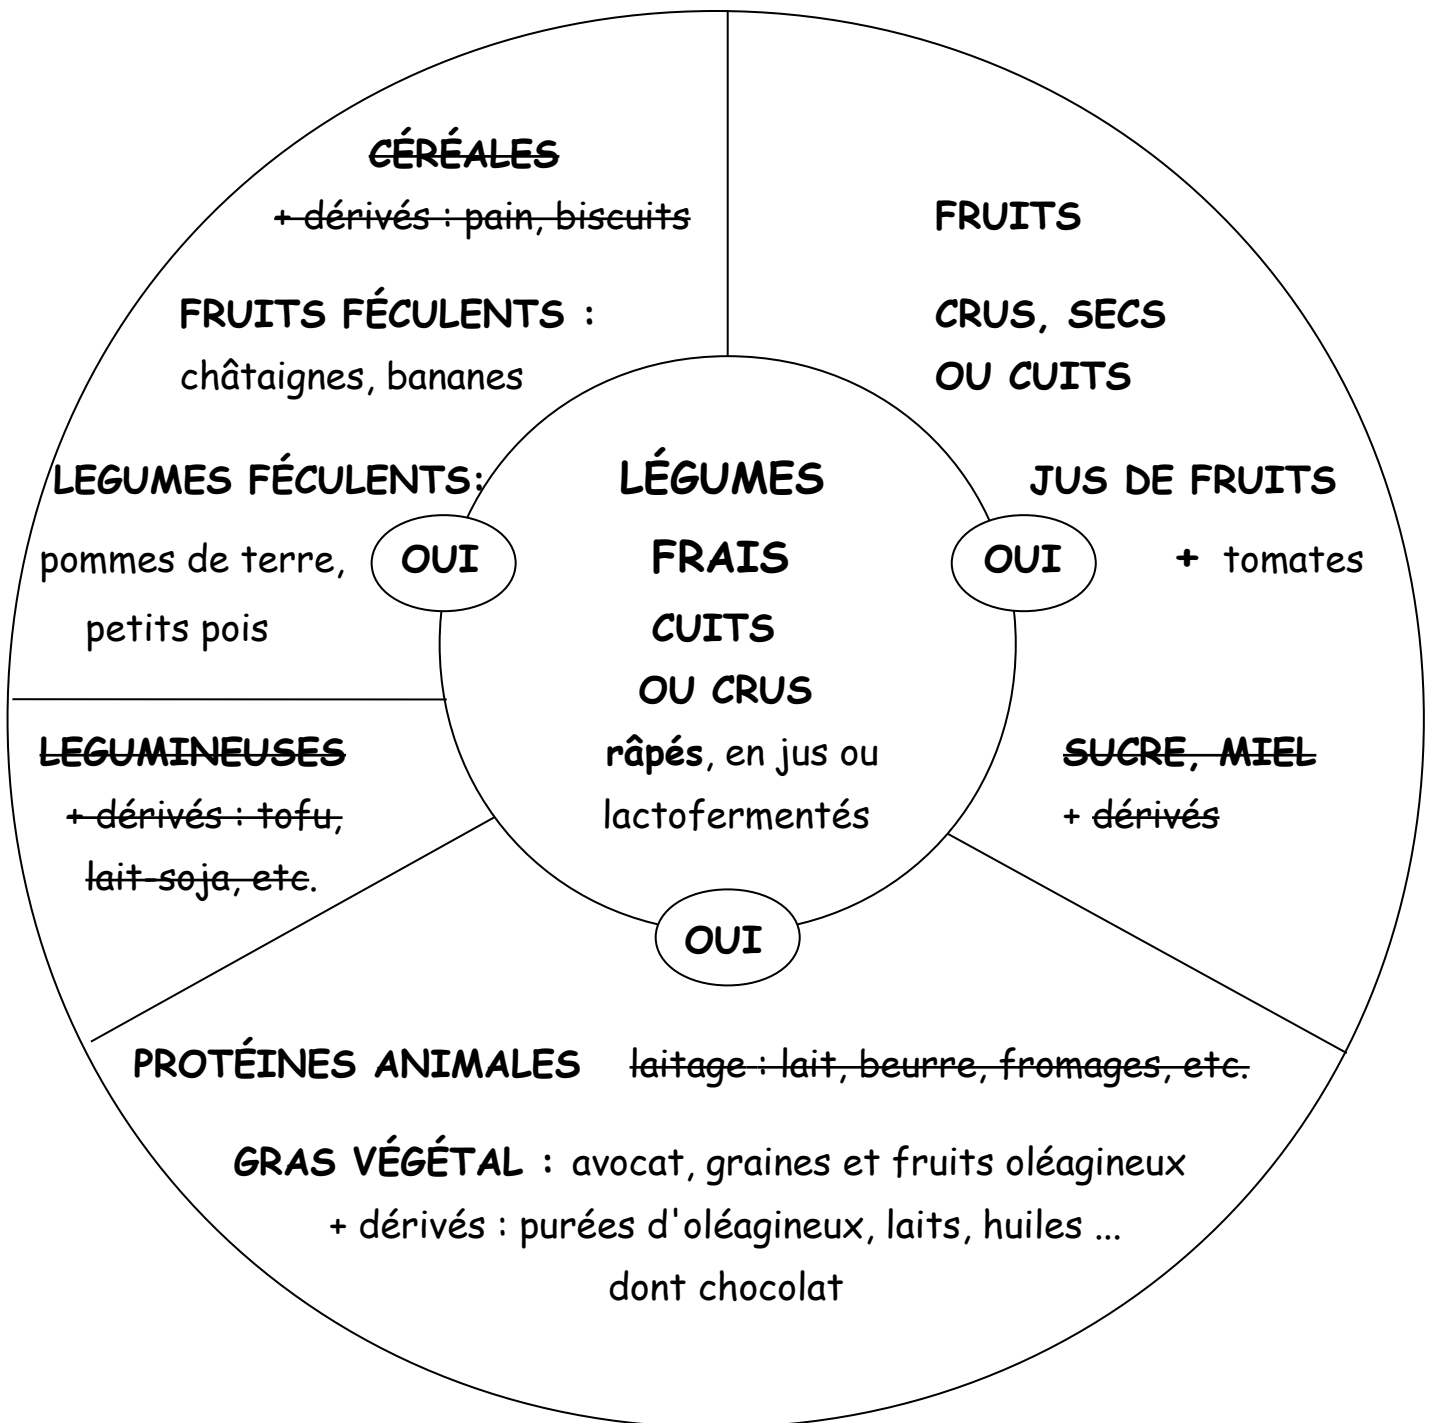 CÉRÉALES
+ dérivés : pain, biscuits
FRUITS FÉCULENTS :
châtaignes, bananes
LEGUMES FÉCULENTS:
pommes de terre,
petits pois
OUI
FRUITS
CRUS, SECS
OU CUITS
JUS DE FRUITS
+ tomates
OUI
SUCRE, MIEL
+ dérivés
LÉGUMES
FRAIS
CUITS
OU CRUS
râpés, en jus ou
lactofermentés
LEGUMINEUSES
+ dérivés : tofu,
lait-soja, etc.
OUI
PROTÉINES ANIMALES laitage : lait, beurre, fromages, etc.
GRAS VÉGÉTAL : avocat, graines et fruits oléagineux
+ dérivés : purées d'oléagineux, laits, huiles ...
dont chocolat